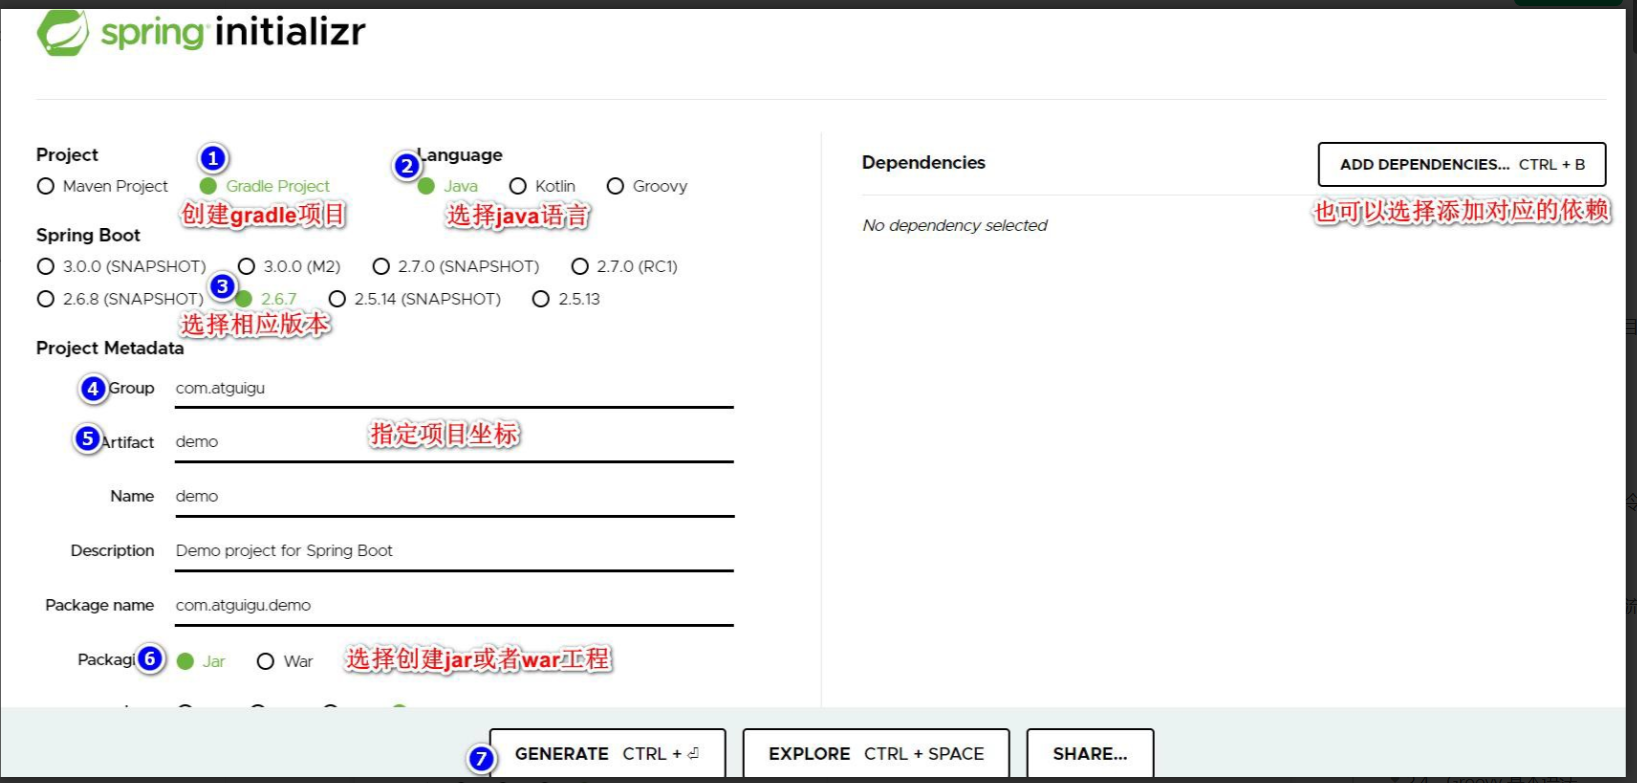 spring initializr
Project
1
Maven Project
Gradle Project
创建gradle项目
2
Language
Java
Kotlin
Groovy
选择java语言
Spring Boot
3.0.0 (SNAPSHOT)
3.0.0 (M2)
2.7.0 (SNAPSHOT)
2.7.0 (RC1)
2.6.8 (SNAPSHOT)
3
2.6.7
2.5.14 (SNAPSHOT)
2.5.13
选择相应版本
Project Metadata
4
Group
com.atguigu
5
Artifact
demo
指定项目坐标
Name
demo
Description
Demo project for Spring Boot
Package name
com.atguigu.demo
Packagi
6
Jar
War
选择创建jar或者war工程
Dependencies
ADD DEPENDENCIES... CTRL + B
也可以选择添加对应的依赖
No dependency selected
7
GENERATE CTRL + ⏎
EXPLORE CTRL + SPACE
SHARE...